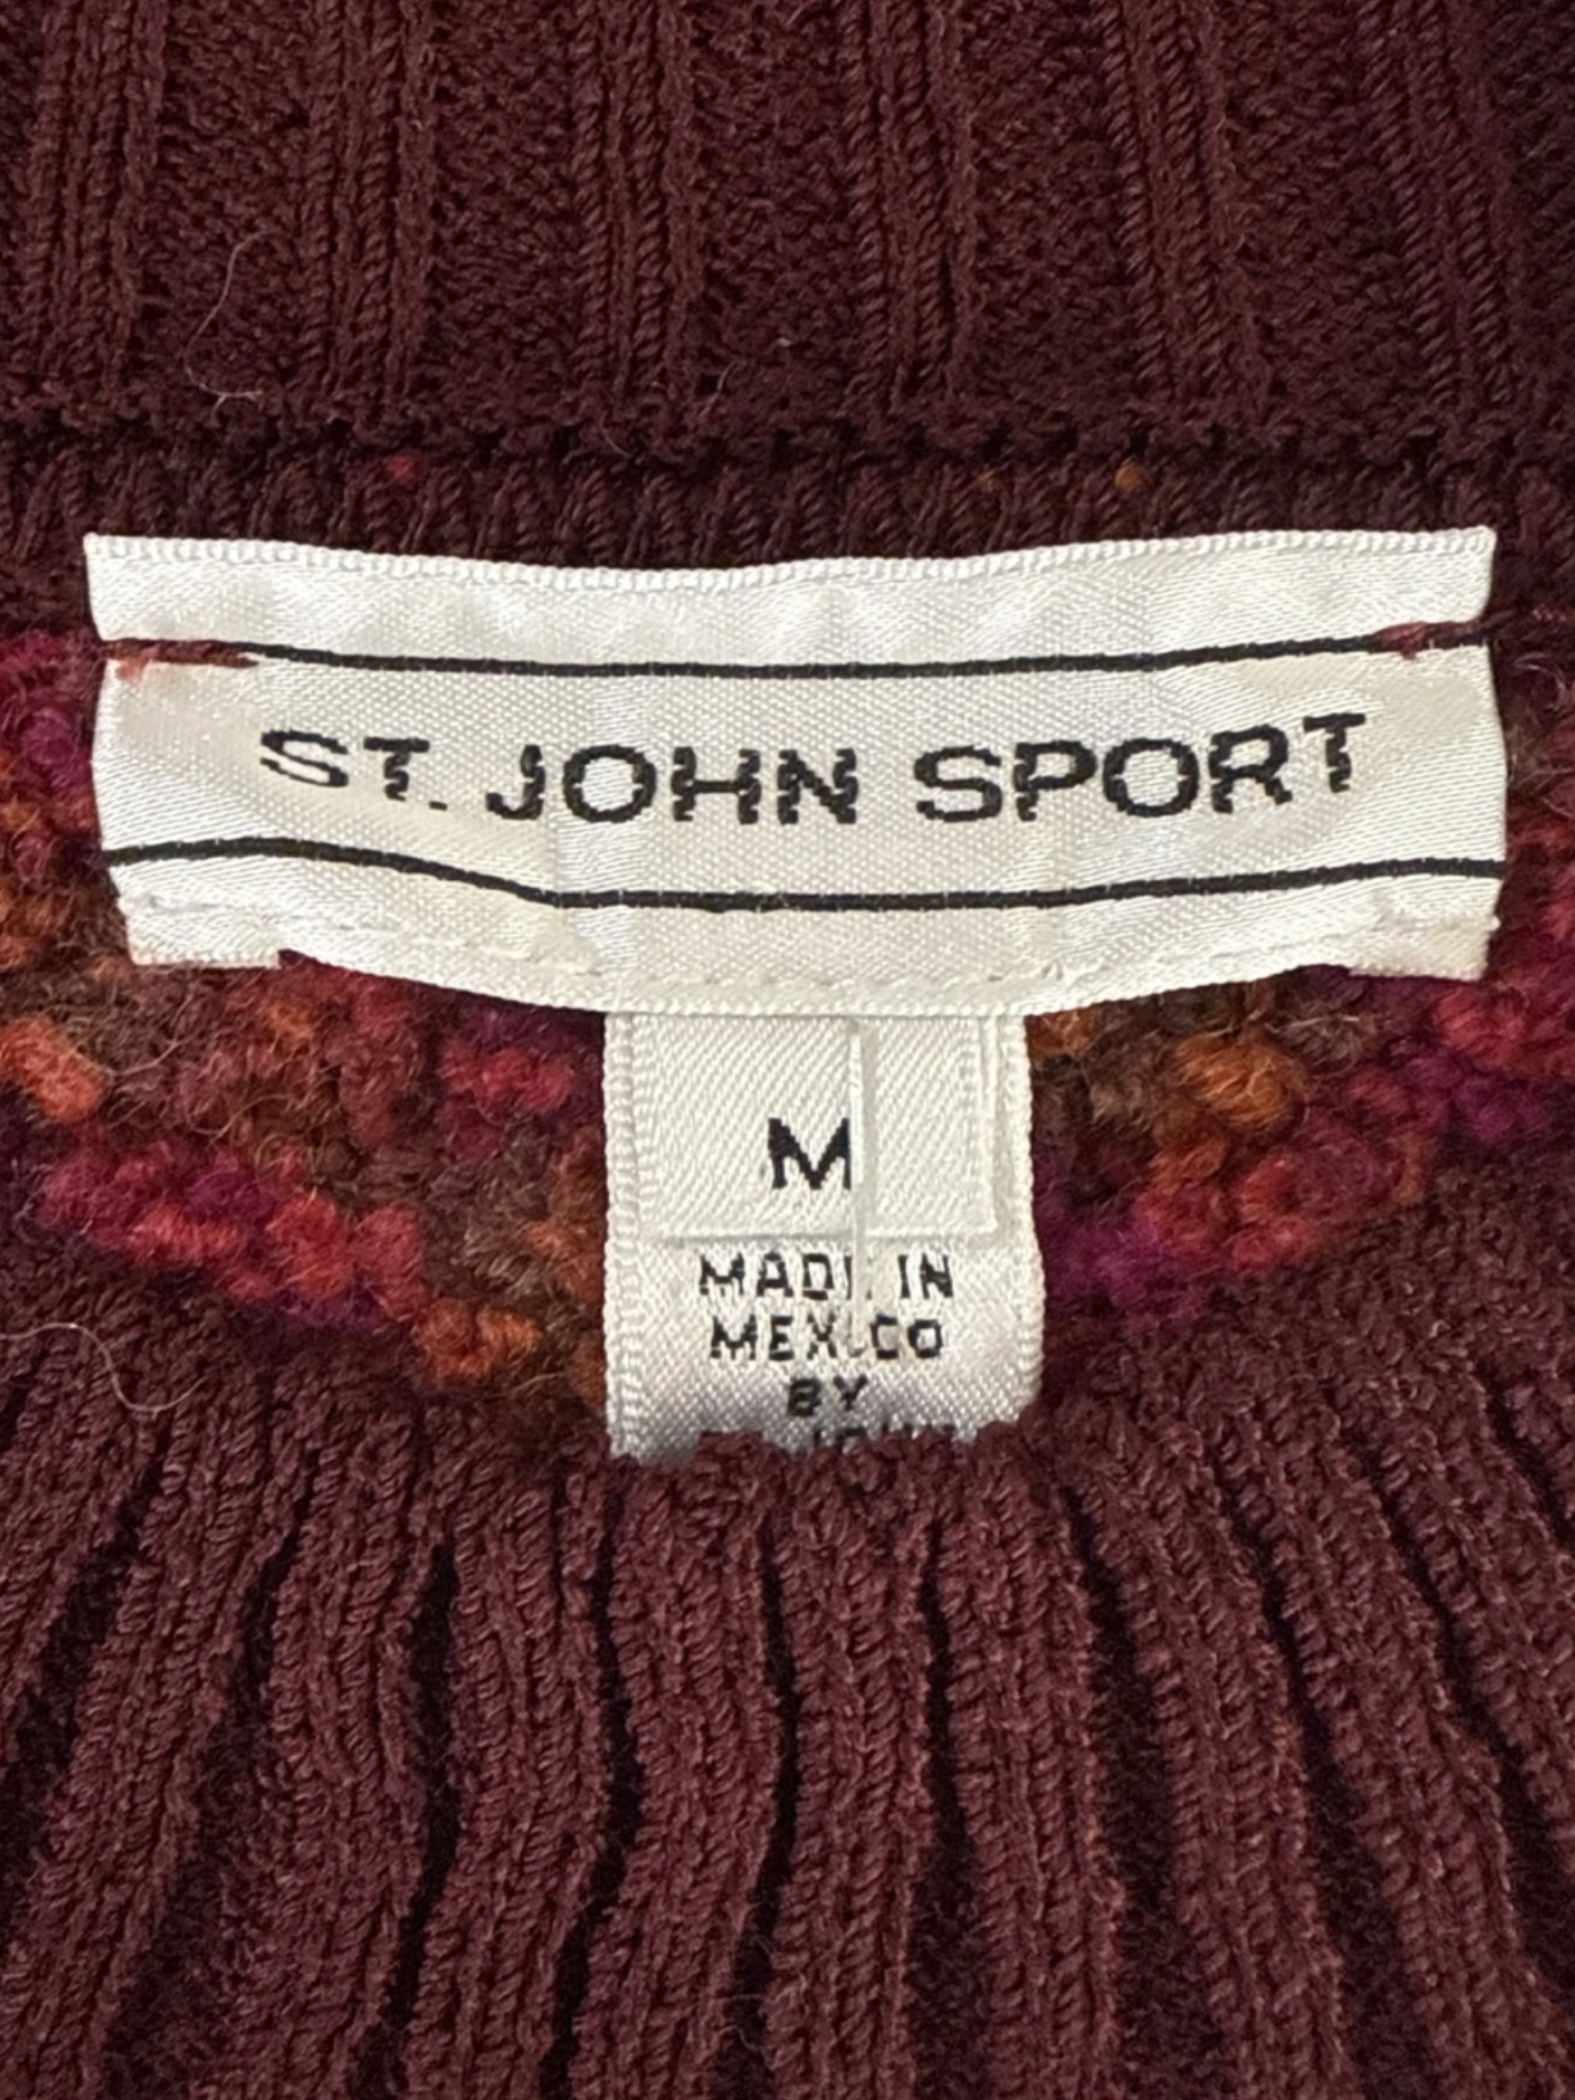 ST. JOHN SPORT
M
MADE IN
MEXICO
BY